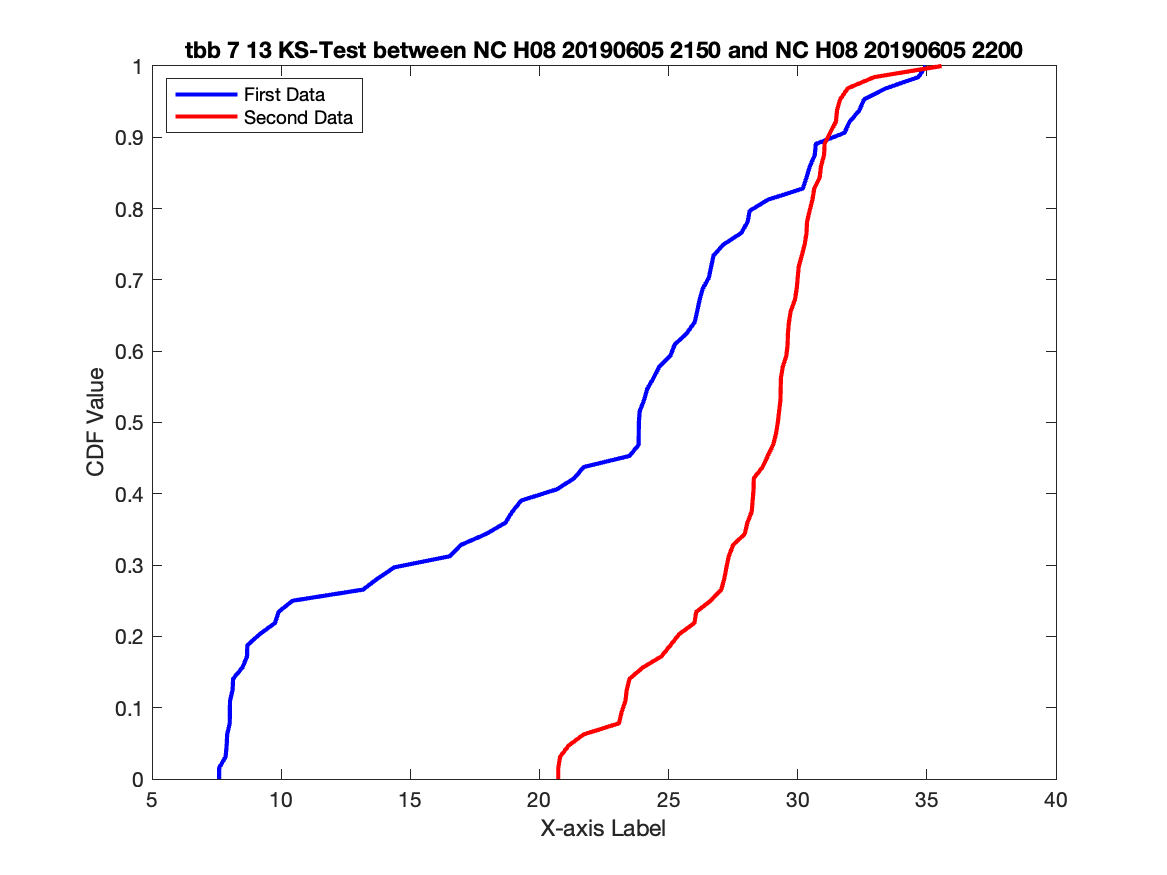 tbb 7 13 KS-Test between NC H08 20190605 2150 and NC H08 20190605 2200
First Data
Second Data
1
0.9
0.8
0.7
0.6
0.5
0.4
0.3
0.2
0.1
0
CDF Value
5 10 15 20 25 30 35 40
X-axis Label